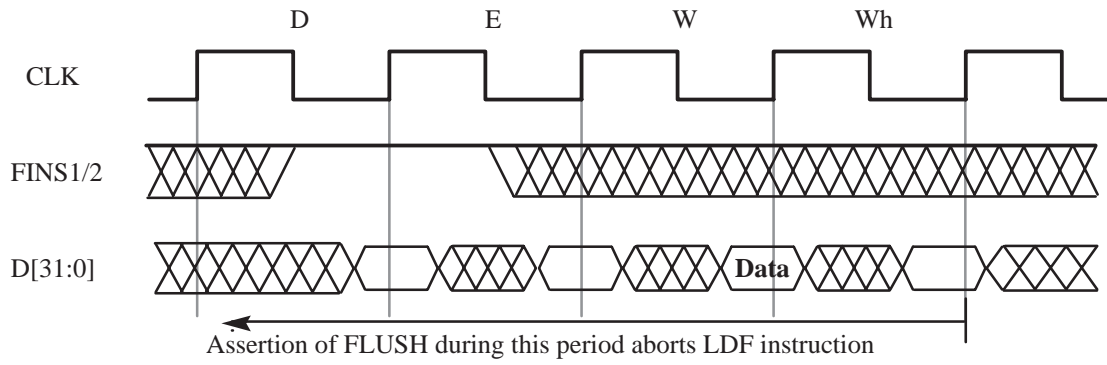 D E W Wh
CLK
FINS1/2
D[31:0]
Data
Assertion of FLUSH during this period aborts LDF instruction